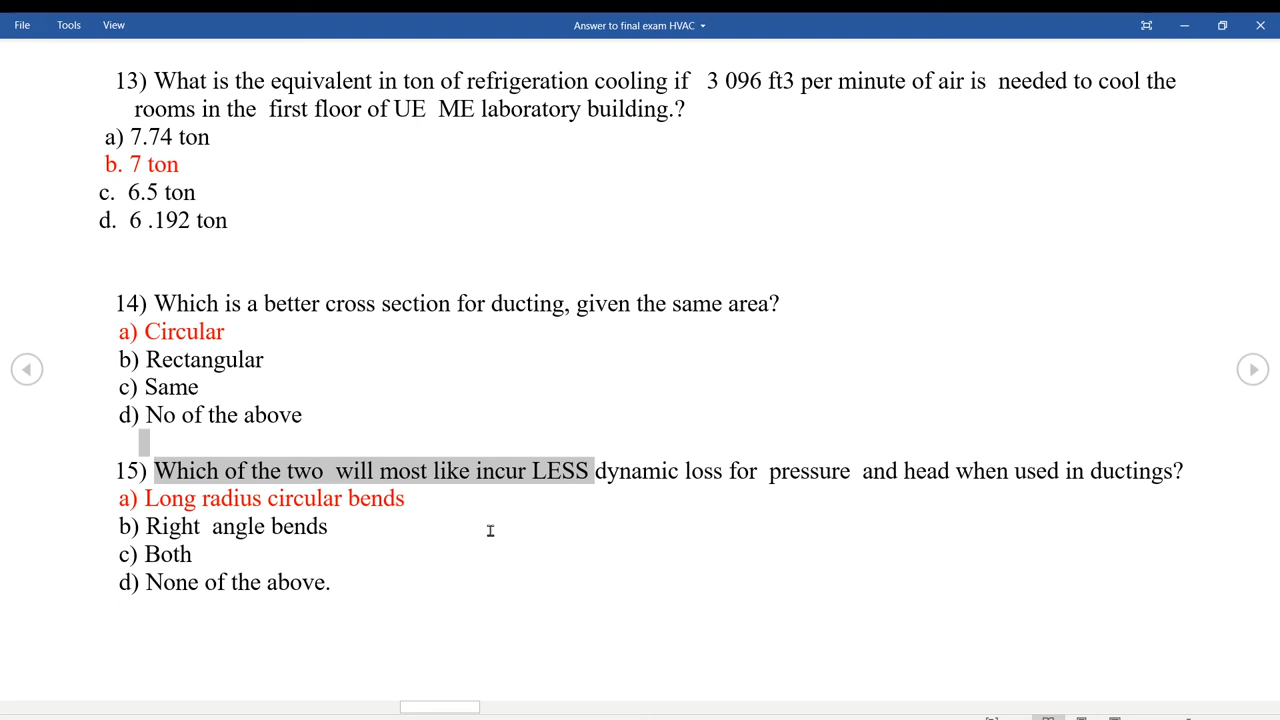 File Tools View Answer to final exam HVAC
13) What is the equivalent in ton of refrigeration cooling if 3 096 ft3 per minute of air is needed to cool the
rooms in the first floor of UE ME laboratory building.?
a) 7.74 ton
b. 7 ton
c. 6.5 ton
d. 6 .192 ton
14) Which is a better cross section for ducting, given the same area?
a) Circular
b) Rectangular
c) Same
d) No of the above
15) Which of the two will most like incur LESS dynamic loss for pressure and head when used in ductings?
a) Long radius circular bends
b) Right angle bends
c) Both
d) None of the above.